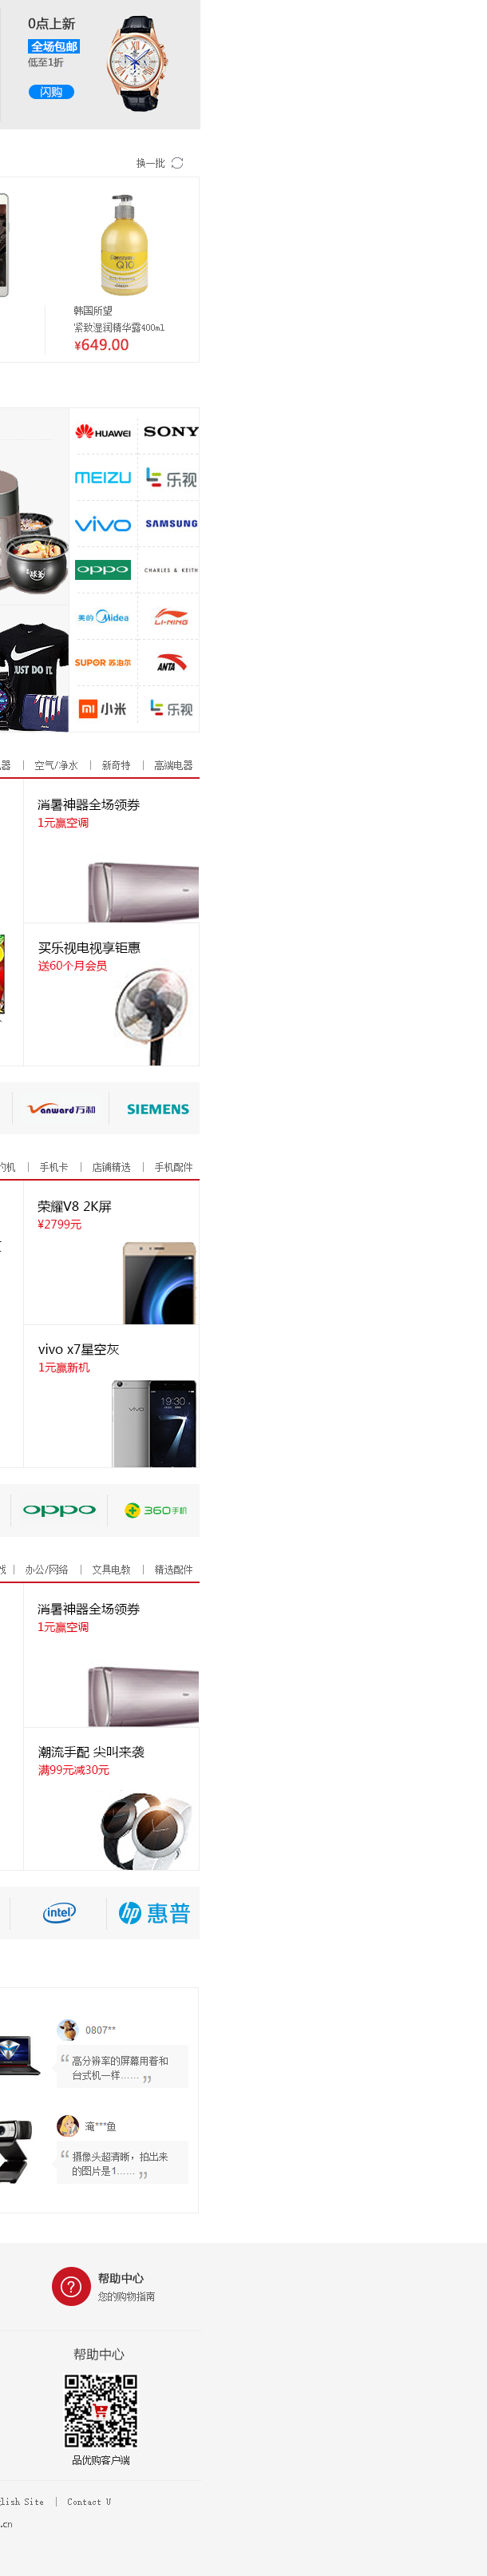 0点上新
全场包邮
低至1折
闪购
换一批
Q10
韩国所望
紧致湿润精华露400ml
¥649.00
HUAWEI SONY
MEIZU 乐视
vivo SAMSUNG
oppo CHARLES & KEITH
美的 Midea LI-NING
SUPOR 苏泊尔 ANTA
JUST DO IT.
mi 小米 乐视
器 | 空气/净水 | 新奇特 | 高端电器
消暑神器全场领券
1元赢空调
买乐视电视享钜惠
送60个月会员
Vanward万和 SIEMENS
约机 | 手机卡 | 店铺精选 | 手机配件
荣耀V8 2K屏
¥2799元
vivo x7星空灰
1元赢新机
vivo
19:30
7
oppo 360手机
戏 | 办公/网络 | 文具电教 | 精选配件
消暑神器全场领券
1元赢空调
潮流手配 尖叫来袭
满99元减30元
intel hp 惠普
0807**
“ 高分辨率的屏幕用着和
台式机一样…… ”
滝***鱼
“ 摄像头超清晰，拍出来
的图片是1…… ”
帮助中心
您的购物指南
帮助中心
品优购客户端
lish Site | Contact U
.cn